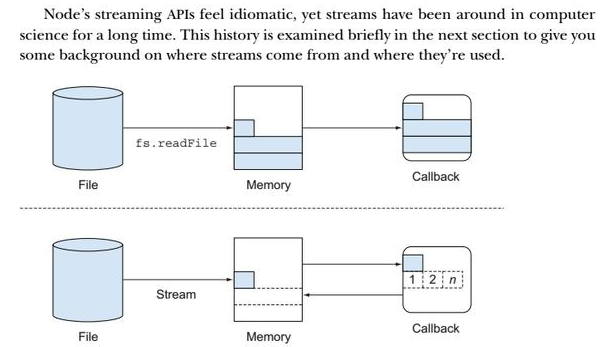 Node's streaming APIs feel idiomatic, yet streams have been around in computer
science for a long time. This history is examined briefly in the next section to give you
some background on where streams come from and where they're used.
fs.readFile
File
Memory
Callback
1 2 n
Stream
File
Memory
Callback